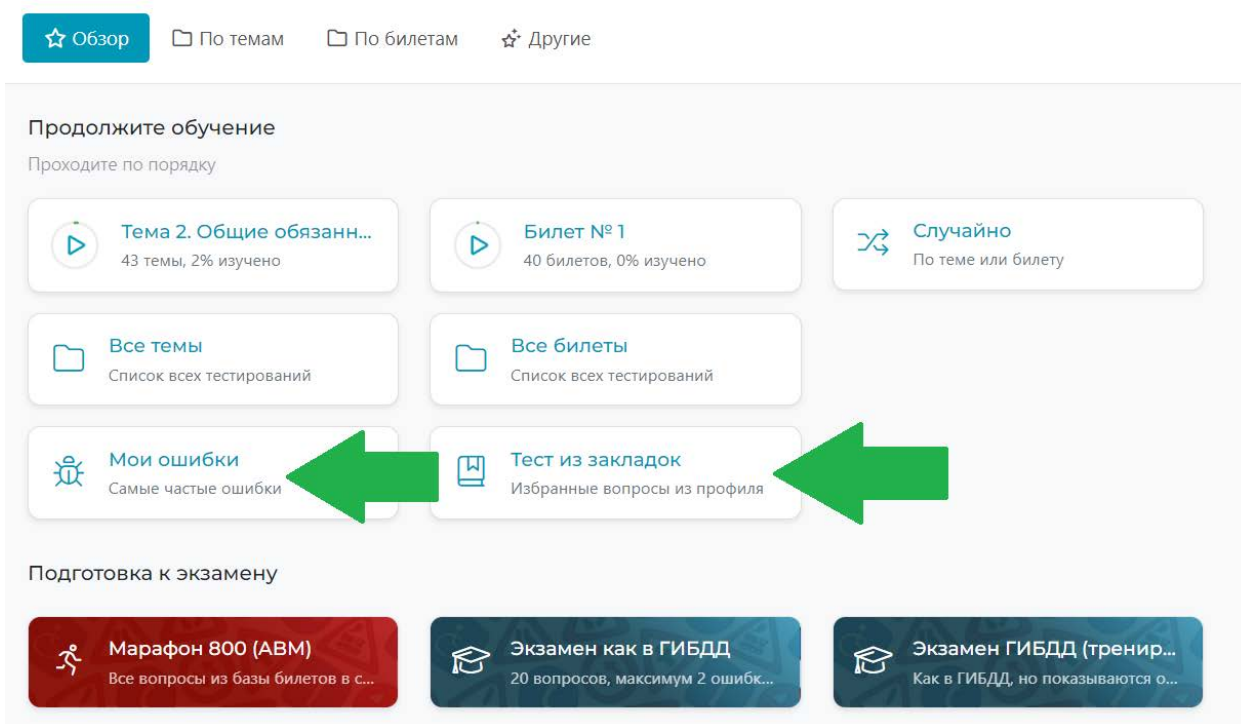 Обзор По темам По билетам Другие
Продолжите обучение
Проходите по порядку
Тема 2. Общие обязанн...
43 темы, 2% изучено
Билет № 1
40 билетов, 0% изучено
Случайно
По теме или билету
Все темы
Список всех тестирований
Все билеты
Список всех тестирований
Мои ошибки
Самые частые ошибки
Тест из закладок
Избранные вопросы из профиля
Подготовка к экзамену
Марафон 800 (ABM)
Все вопросы из базы билетов в с...
Экзамен как в ГИБДД
20 вопросов, максимум 2 ошибк...
Экзамен ГИБДД (тренир...
Как в ГИБДД, но показываются о...